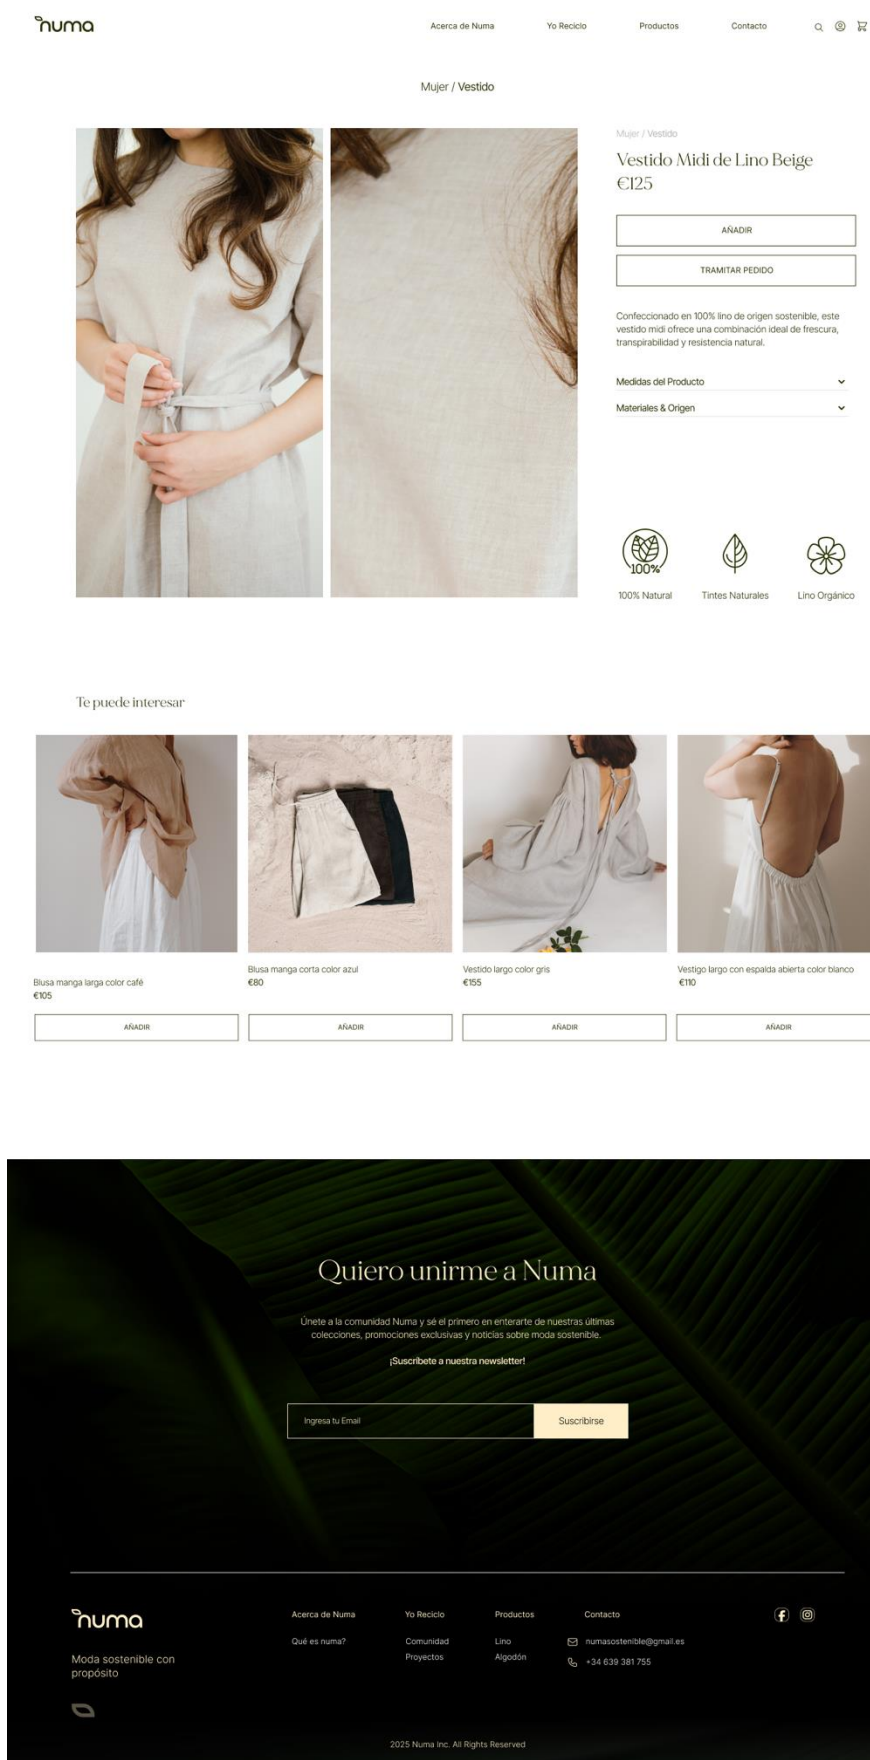 numa
Acerca de Numa
Yo Reciclo
Productos
Contacto
Mujer / Vestido
Mujer / Vestido
Vestido Midi de Lino Beige
€125
AÑADIR
TRAMITAR PEDIDO
Confeccionado en 100% lino de origen sostenible, este
vestido midi ofrece una combinación ideal de frescura,
transpirabilidad y resistencia natural.
Medidas del Producto
Materiales & Origen
100%
100% Natural
Tintes Naturales
Lino Orgánico
Te puede interesar
Blusa manga larga color café
€105
AÑADIR
Blusa manga corta color azul
€80
AÑADIR
Vestido largo color gris
€155
AÑADIR
Vestigo largo con espalda abierta color blanco
€110
AÑADIR
Quiero unirme a Numa
Únete a la comunidad Numa y sé el primero en enterarte de nuestras últimas
colecciones, promociones exclusivas y noticias sobre moda sostenible.
¡Suscríbete a nuestra newsletter!
Ingresa tu Email
Suscribirse
numa
Moda sostenible con
propósito
Acerca de Numa
Qué es numa?
Yo Reciclo
Comunidad
Proyectos
Productos
Lino
Algodón
Contacto
numasostenible@gmail.es
+34 639 381 755
2025 Numa Inc. All Rights Reserved